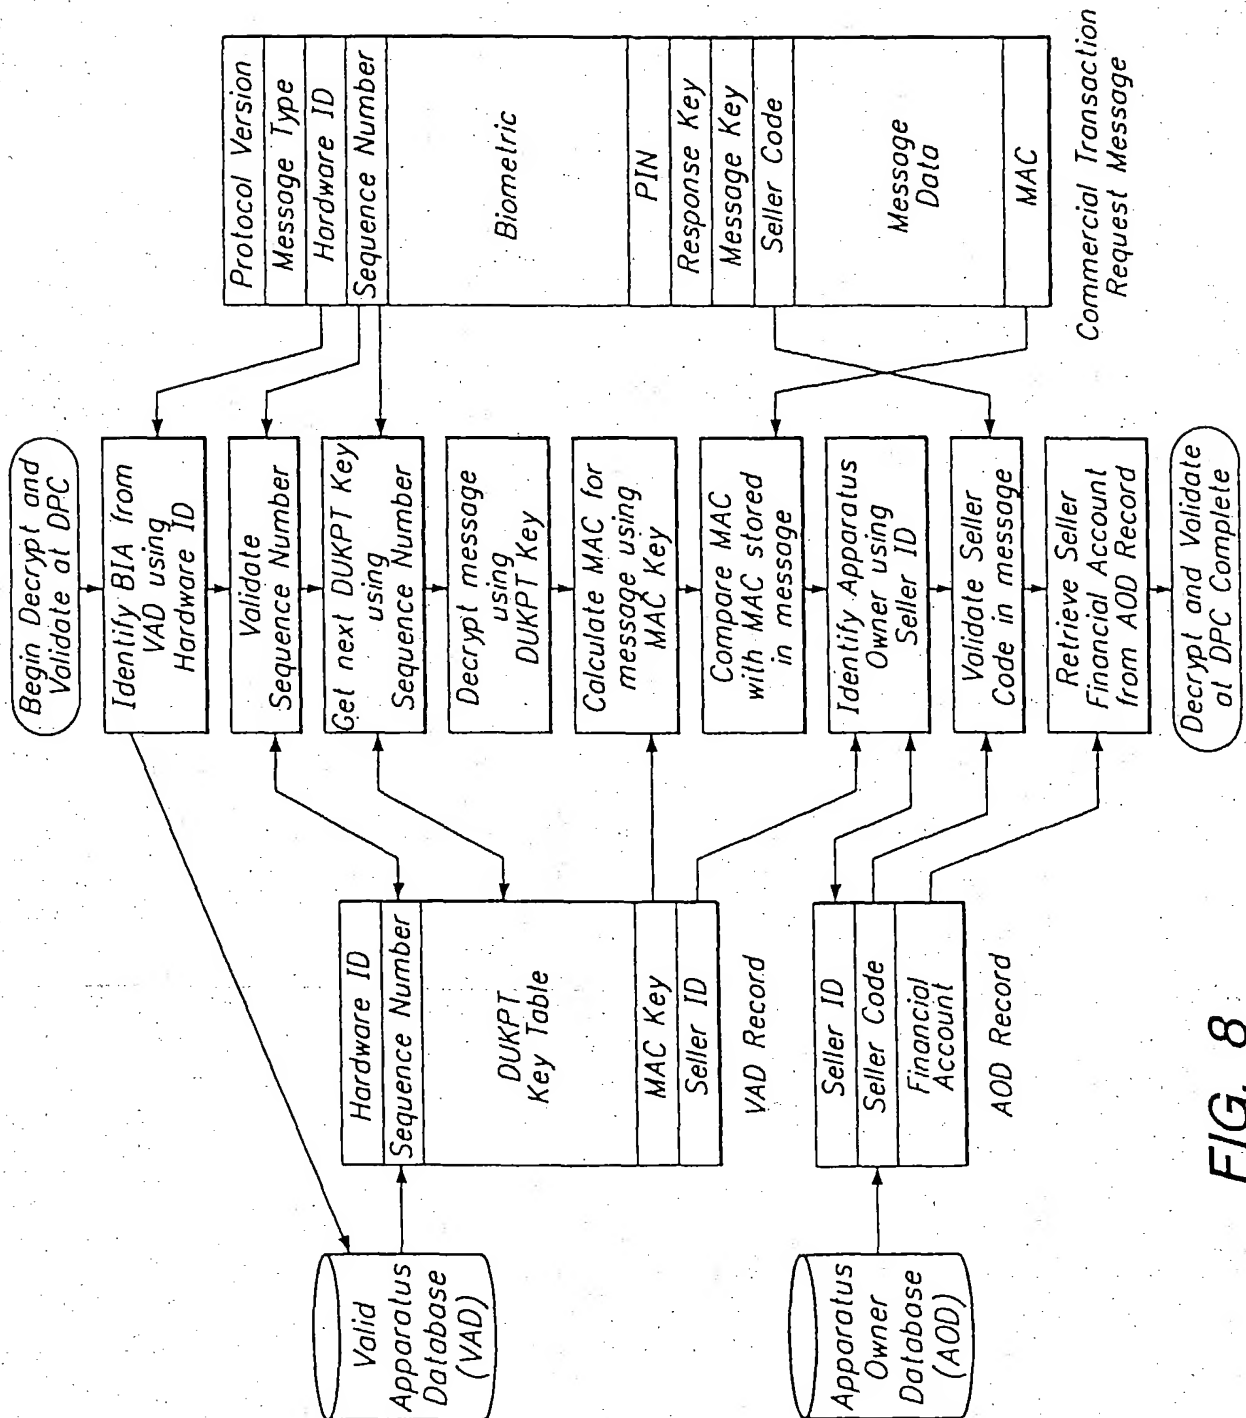 Begin Decrypt and
Validate at DPC
Identify BIA from
VAD using
Hardware ID
Validate
Sequence Number
Get next DUKPT Key
using
Sequence Number
Decrypt message
using
DUKPT Key
Calculate MAC for
message using
MAC Key
Compare MAC
with MAC stored
in message
Identify Apparatus
Owner using
Seller ID
Validate Seller
Code in message
Retrieve Seller
Financial Account
from AOD Record
Decrypt and Validate
at DPC Complete
Protocol Version
Message Type
Hardware ID
Sequence Number
Biometric
PIN
Response Key
Message Key
Seller Code
Message
Data
MAC
Commercial Transaction
Request Message
Hardware ID
Sequence Number
DUKPT
Key Table
MAC Key
Seller ID
VAD Record
Seller ID
Seller Code
Financial
Account
AOD Record
Valid
Apparatus
Database
(VAD)
Apparatus
Owner
Database
(AOD)
FIG. 8